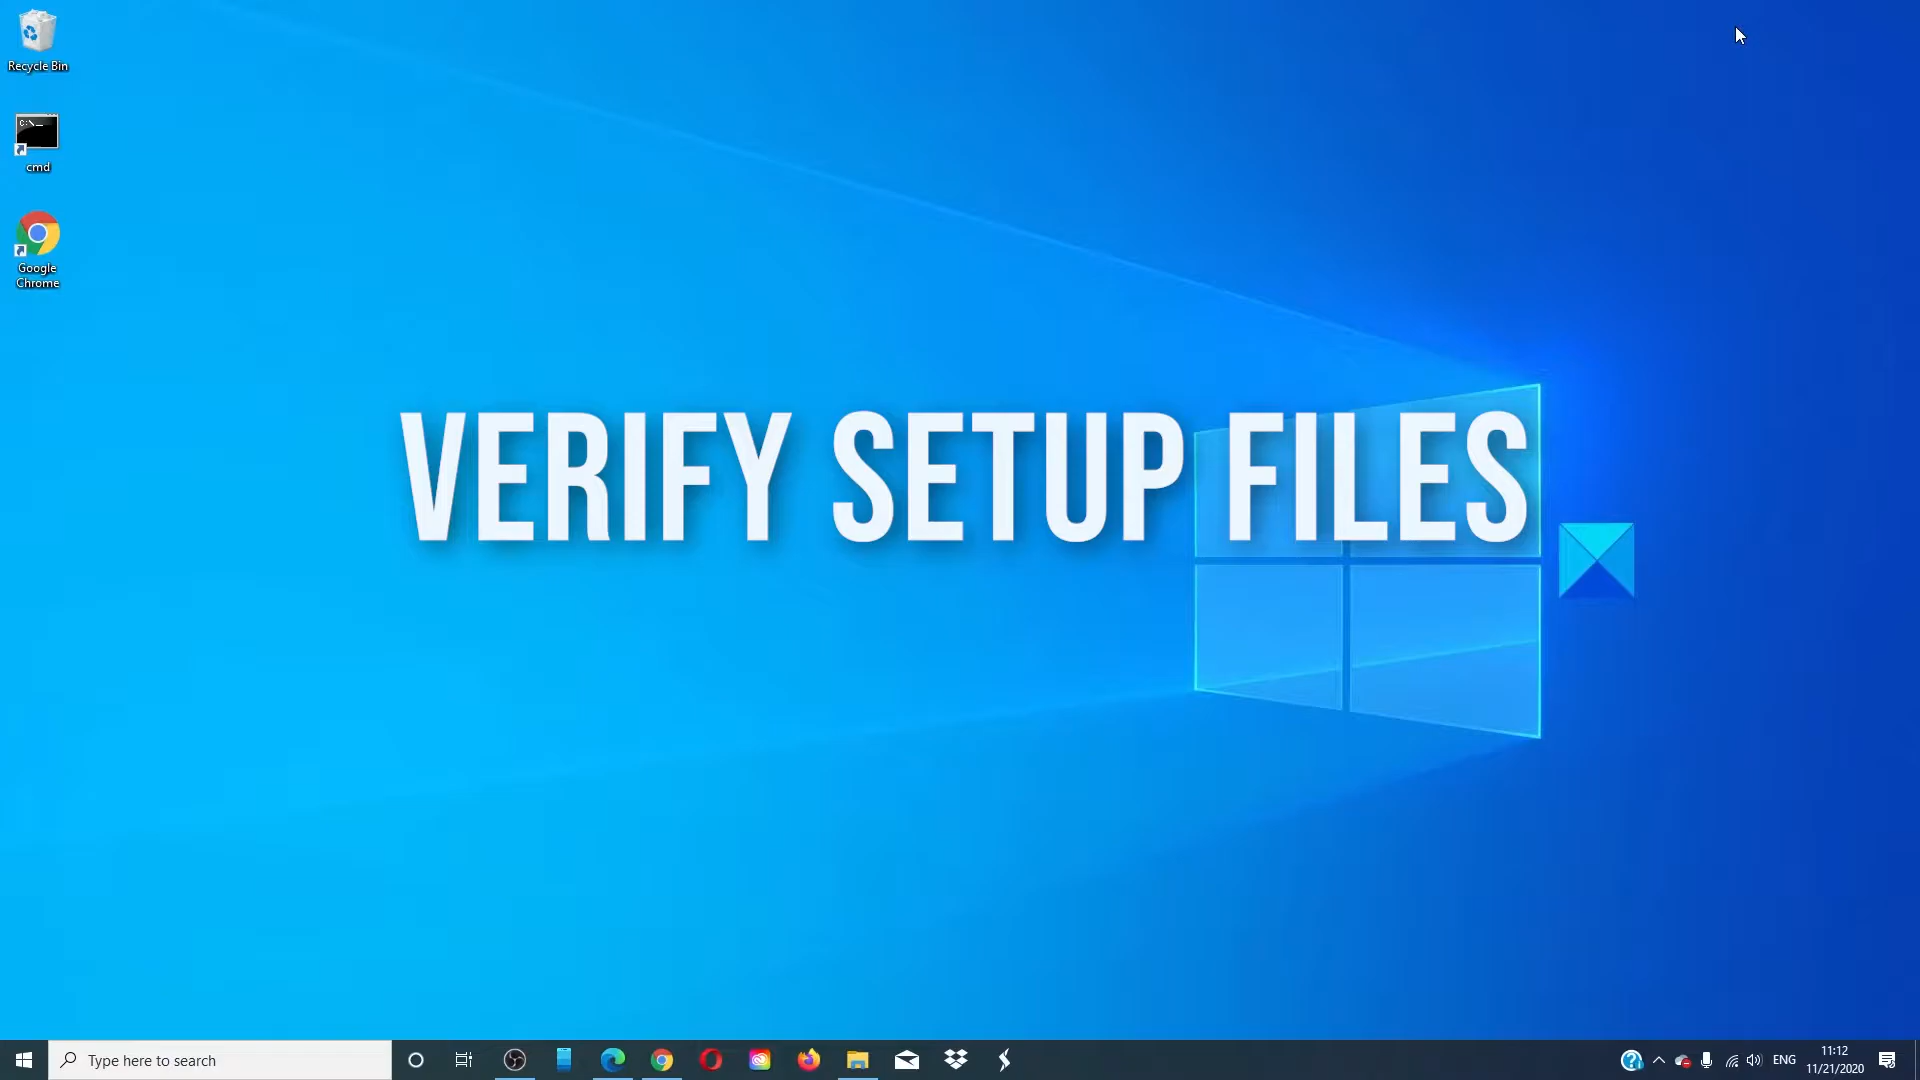 Recycle Bin
C:\_
cmd
Google
Chrome
VERIFY SETUP FILES
Type here to search
ENG
11:12
11/21/2020